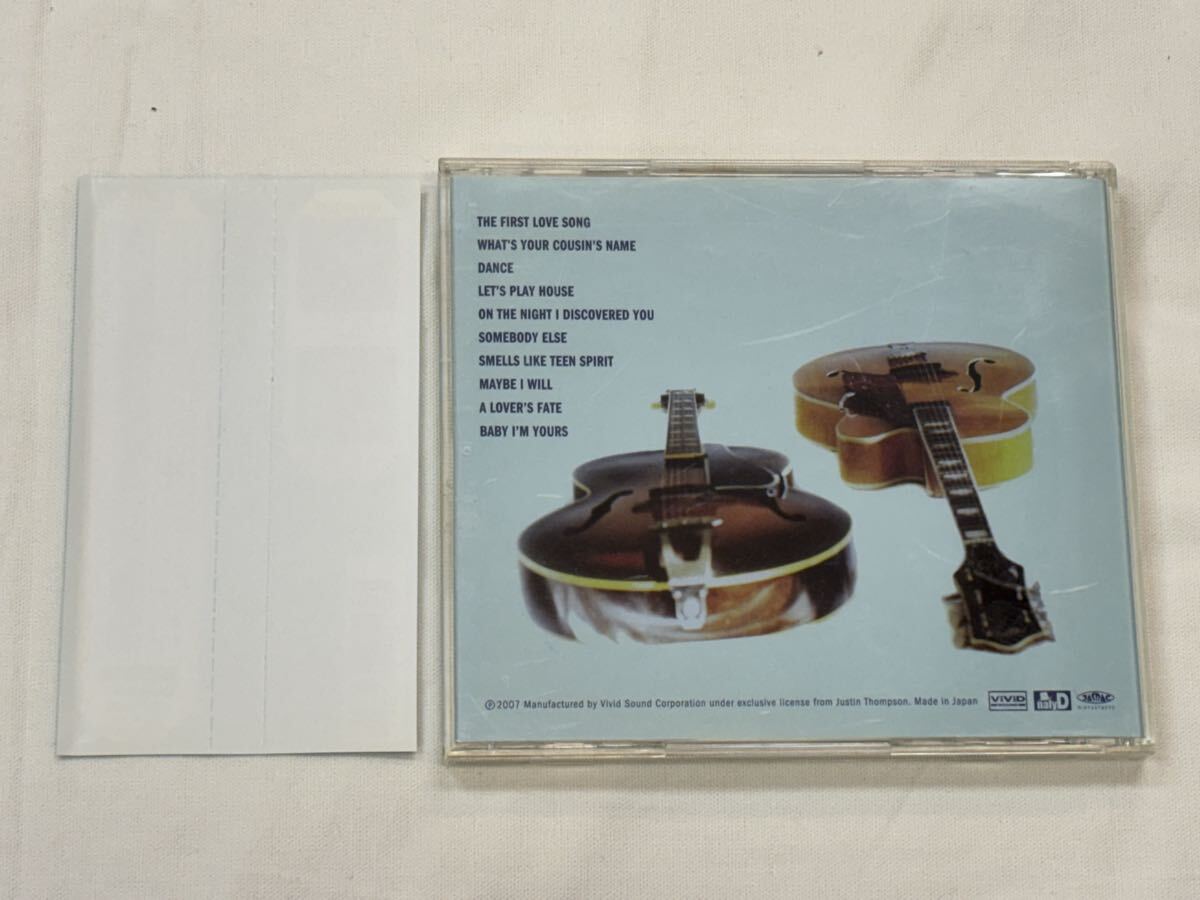 THE FIRST LOVE SONG
WHAT'S YOUR COUSIN'S NAME
DANCE
LET'S PLAY HOUSE
ON THE NIGHT I DISCOVERED YOU
SOMEBODY ELSE
SMELLS LIKE TEEN SPIRIT
MAYBE I WILL
A LOVER'S FATE
BABY I'M YOURS
Ⓟ2007 Manufactured by Vivid Sound Corporation under exclusive license from Justin Thompson. Made in Japan
ViViD
JASRAC